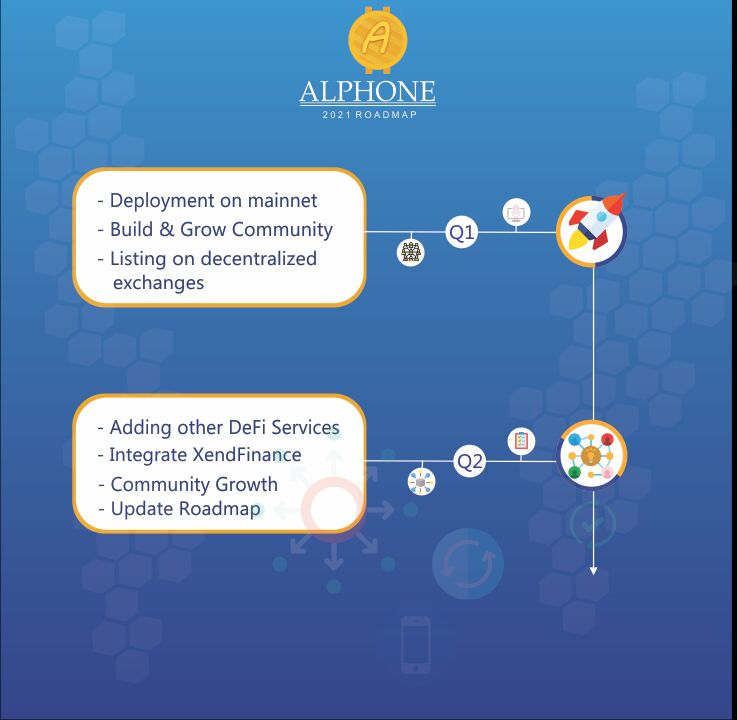 A
ALPHONE
2021 ROADMAP
- Deployment on mainnet
- Build & Grow Community
- Listing on decentralized
exchanges
Q1
- Adding other DeFi Services
- Integrate XendFinance
- Community Growth
- Update Roadmap
Q2